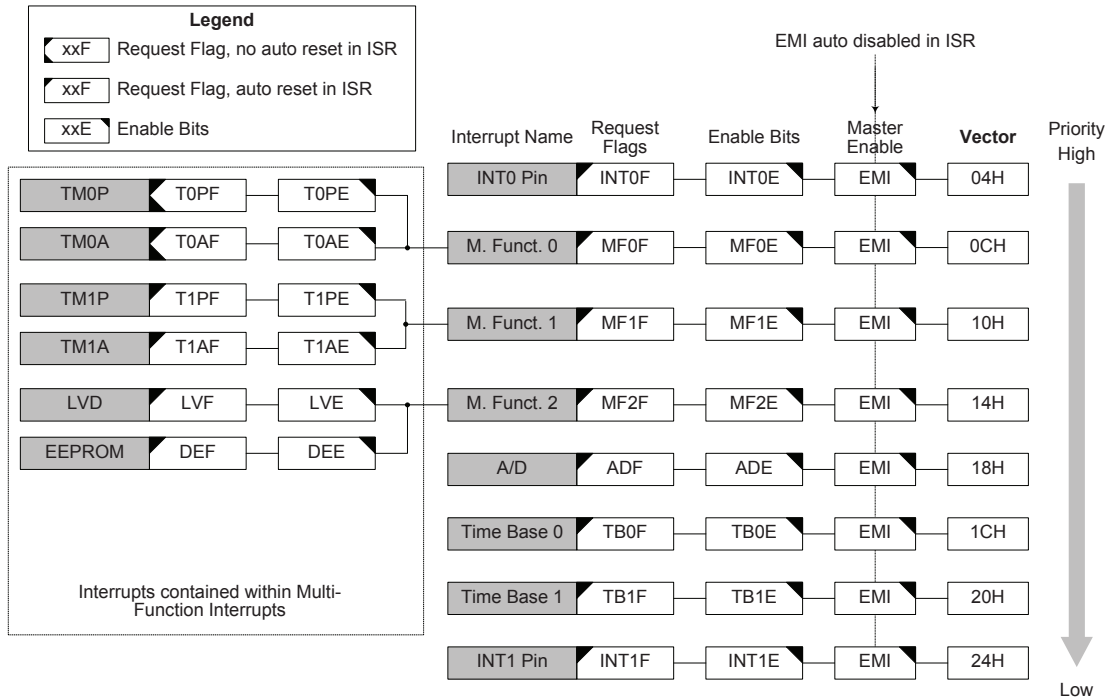 Legend
xxF Request Flag, no auto reset in ISR
xxF Request Flag, auto reset in ISR
xxE Enable Bits
EMI auto disabled in ISR
Interrupt Name Request Flags Enable Bits Master Enable Vector Priority High
INT0 Pin INT0F INT0E EMI 04H
TM0P T0PF T0PE
TM0A T0AF T0AE M. Funct. 0 MF0F MF0E EMI 0CH
TM1P T1PF T1PE
M. Funct. 1 MF1F MF1E EMI 10H
TM1A T1AF T1AE
LVD LVF LVE M. Funct. 2 MF2F MF2E EMI 14H
EEPROM DEF DEE
A/D ADF ADE EMI 18H
Time Base 0 TB0F TB0E EMI 1CH
Interrupts contained within Multi-
Function Interrupts
Time Base 1 TB1F TB1E EMI 20H
INT1 Pin INT1F INT1E EMI 24H
Low